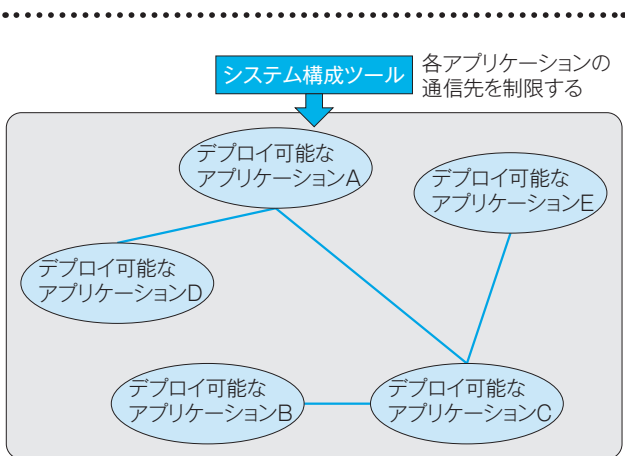 システム構成ツール
各アプリケーションの
通信先を制限する
デプロイ可能な
アプリケーションA
デプロイ可能な
アプリケーションE
デプロイ可能な
アプリケーションD
デプロイ可能な
アプリケーションB
デプロイ可能な
アプリケーションC